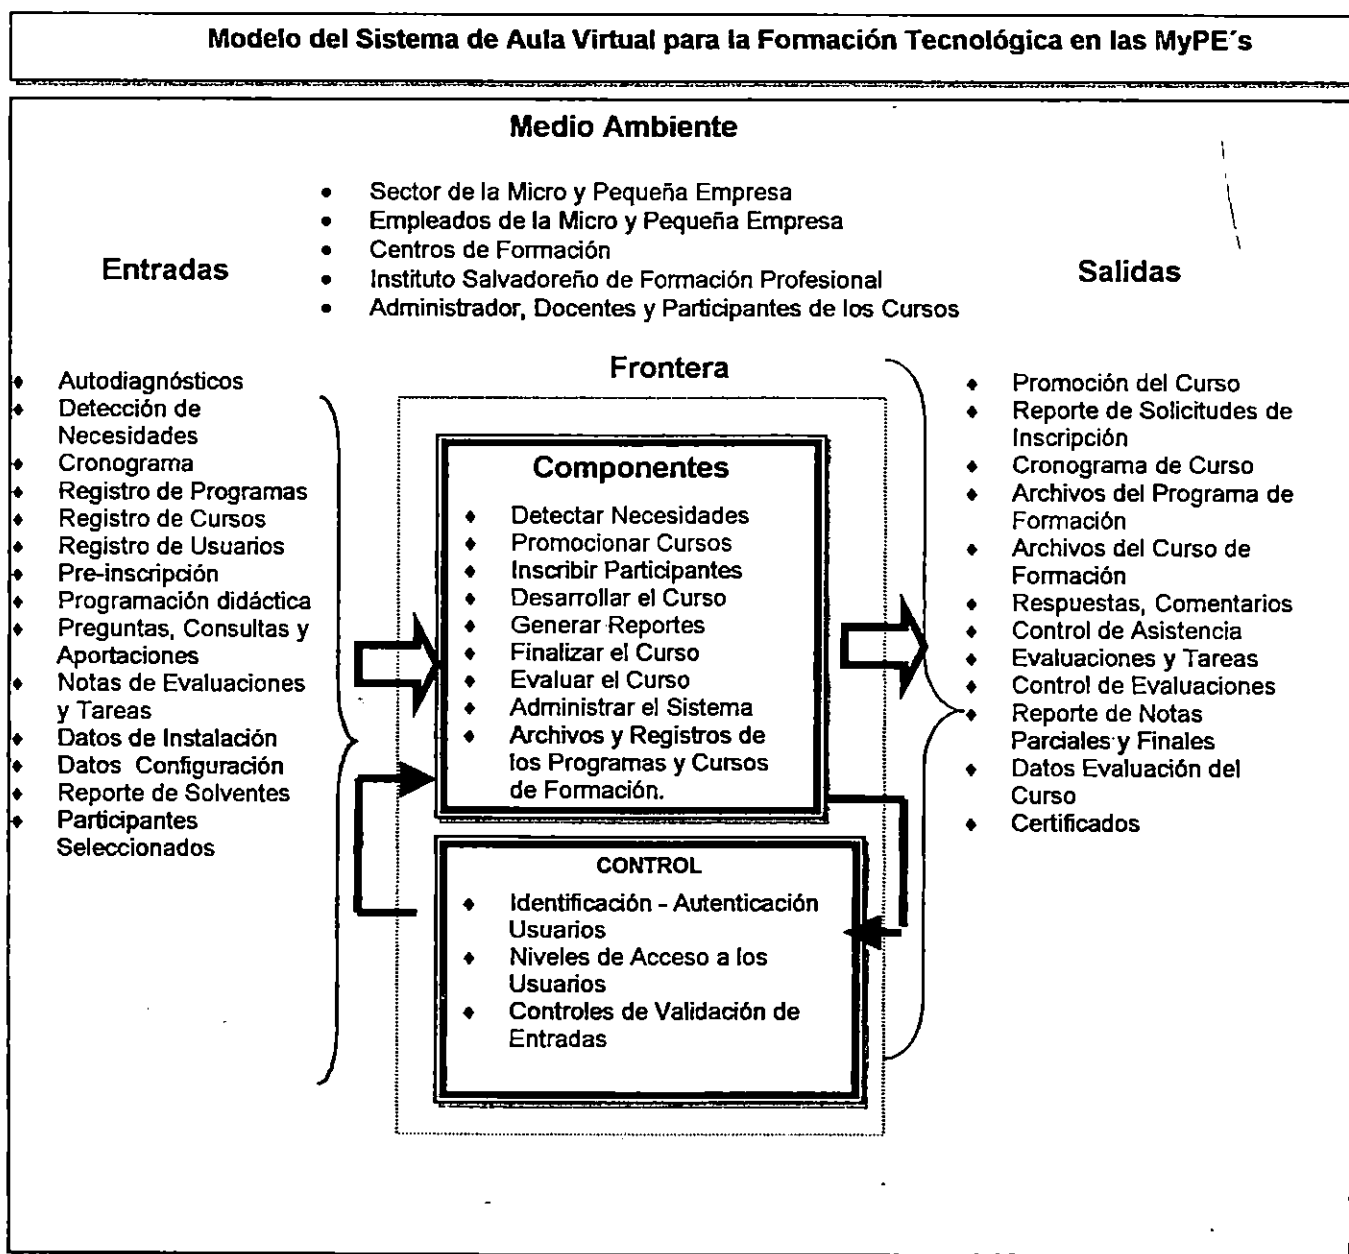 Modelo del Sistema de Aula Virtual para la Formación Tecnológica en las MyPE´s
Medio Ambiente
• Sector de la Micro y Pequeña Empresa
• Empleados de la Micro y Pequeña Empresa
• Centros de Formación
• Instituto Salvadoreño de Formación Profesional
• Administrador, Docentes y Participantes de los Cursos
Entradas
♦ Autodiagnósticos
♦ Detección de
Necesidades
♦ Cronograma
♦ Registro de Programas
♦ Registro de Cursos
♦ Registro de Usuarios
♦ Pre-inscripción
♦ Programación didáctica
♦ Preguntas, Consultas y
Aportaciones
♦ Notas de Evaluaciones
y Tareas
♦ Datos de Instalación
♦ Datos Configuración
♦ Reporte de Solventes
♦ Participantes
Seleccionados
Frontera
Componentes
♦ Detectar Necesidades
♦ Promocionar Cursos
♦ Inscribir Participantes
♦ Desarrollar el Curso
♦ Generar Reportes
♦ Finalizar el Curso
♦ Evaluar el Curso
♦ Administrar el Sistema
♦ Archivos y Registros de
los Programas y Cursos
de Formación.
CONTROL
♦ Identificación - Autenticación
Usuarios
♦ Niveles de Acceso a los
Usuarios
♦ Controles de Validación de
Entradas
Salidas
♦ Promoción del Curso
♦ Reporte de Solicitudes de
Inscripción
♦ Cronograma de Curso
♦ Archivos del Programa de
Formación
♦ Archivos del Curso de
Formación
♦ Respuestas, Comentarios
♦ Control de Asistencia
♦ Evaluaciones y Tareas
♦ Control de Evaluaciones
♦ Reporte de Notas
Parciales y Finales
♦ Datos Evaluación del
Curso
♦ Certificados